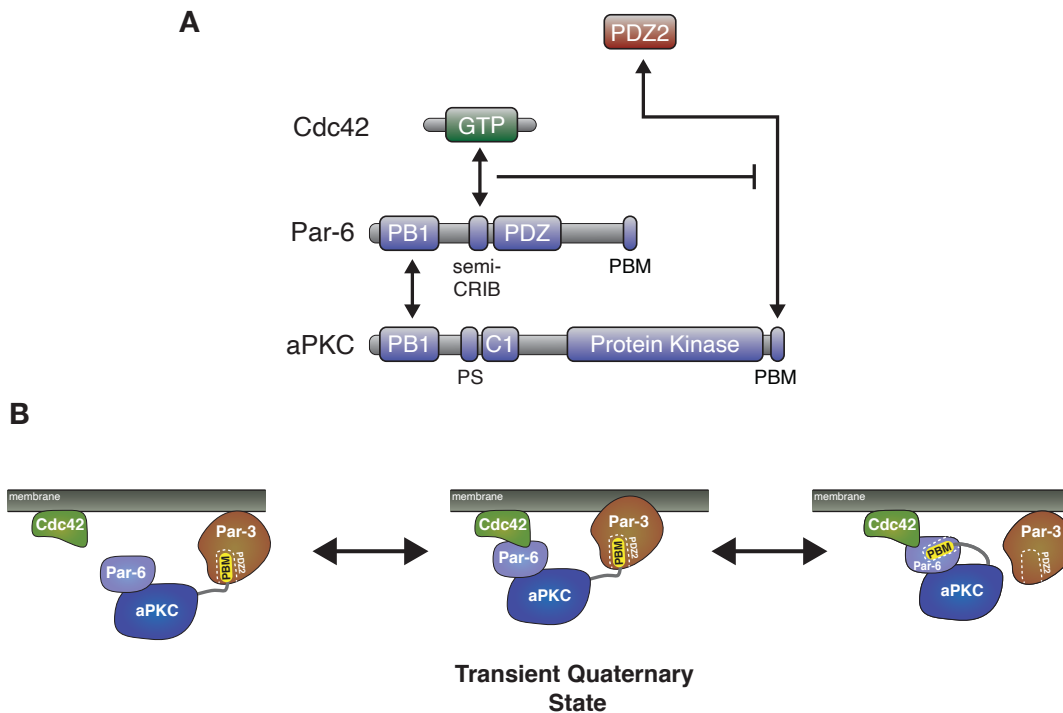 A
PDZ2
Cdc42
GTP
Par-6
PB1
PDZ
semi-
CRIB
PBM
aPKC
PB1
C1
Protein Kinase
PS
PBM
B
membrane
Cdc42
Par-3
PBM
PDZ2
Par-6
aPKC
membrane
Cdc42
Par-3
PBM
PDZ2
Par-6
aPKC
membrane
Cdc42
Par-3
PBM
PDZ2
Par-6
aPKC
Transient Quaternary
State